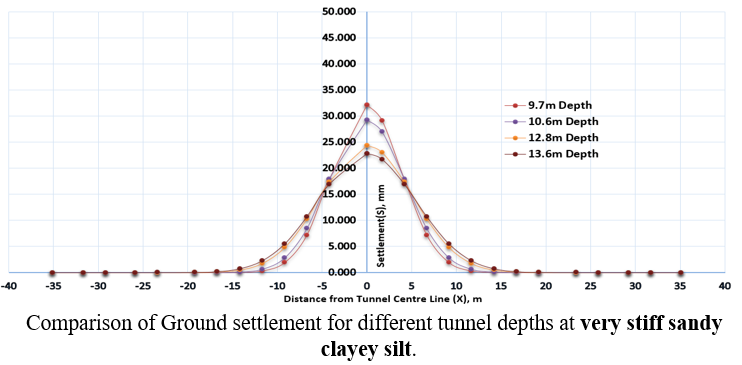 50.000
45.000
40.000
35.000
30.000
25.000
20.000
15.000
10.000
5.000
0.000
9.7m Depth
10.6m Depth
12.8m Depth
13.6m Depth
Settlement(S), mm
-40 -35 -30 -25 -20 -15 -10 -5 0 5 10 15 20 25 30 35 40
Distance from Tunnel Centre Line (X), m
Comparison of Ground settlement for different tunnel depths at very stiff sandy
clayey silt.